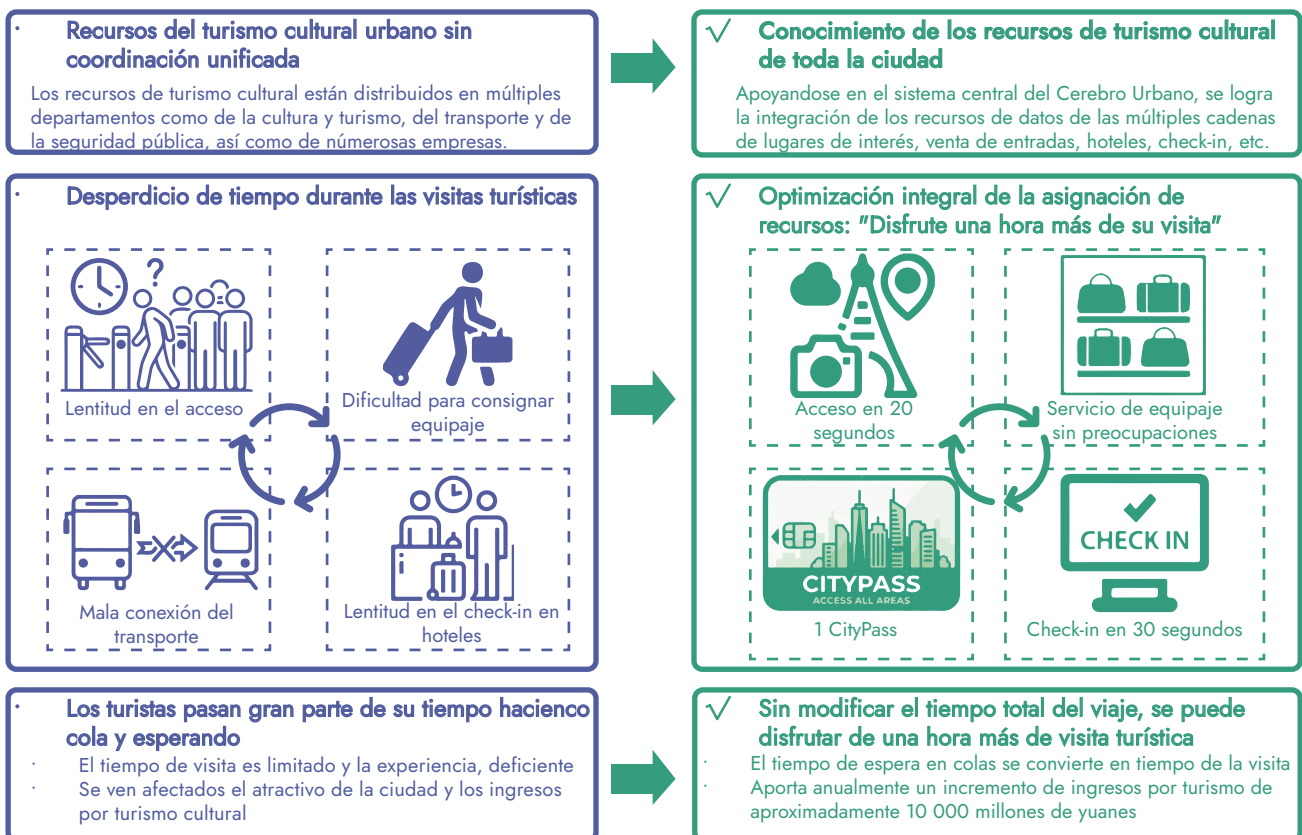 · Recursos del turismo cultural urbano sin
coordinación unificada
Los recursos de turismo cultural están distribuidos en múltiples
departamentos como de la cultura y turismo, del transporte y de
la seguridad pública, así como de númerosas empresas.
√ Conocimiento de los recursos de turismo cultural
de toda la ciudad
Apoyandose en el sistema central del Cerebro Urbano, se logra
la integración de los recursos de datos de las múltiples cadenas
de lugares de interés, venta de entradas, hoteles, check-in, etc.
· Desperdicio de tiempo durante las visitas turísticas
?
Lentitud en el acceso
Dificultad para consignar
equipaje
Mala conexión del
transporte
Lentitud en el check-in en
hoteles
√ Optimización integral de la asignación de
recursos: "Disfrute una hora más de su visita"
Acceso en 20
segundos
Servicio de equipaje
sin preocupaciones
CITYPASS
ACCESS ALL AREAS
1 CityPass
CHECK IN
Check-in en 30 segundos
· Los turistas pasan gran parte de su tiempo hacienco
cola y esperando
· El tiempo de visita es limitado y la experiencia, deficiente
· Se ven afectados el atractivo de la ciudad y los ingresos
por turismo cultural
√ Sin modificar el tiempo total del viaje, se puede
disfrutar de una hora más de visita turística
· El tiempo de espera en colas se convierte en tiempo de la visita
· Aporta anualmente un incremento de ingresos por turismo de
aproximadamente 10 000 millones de yuanes